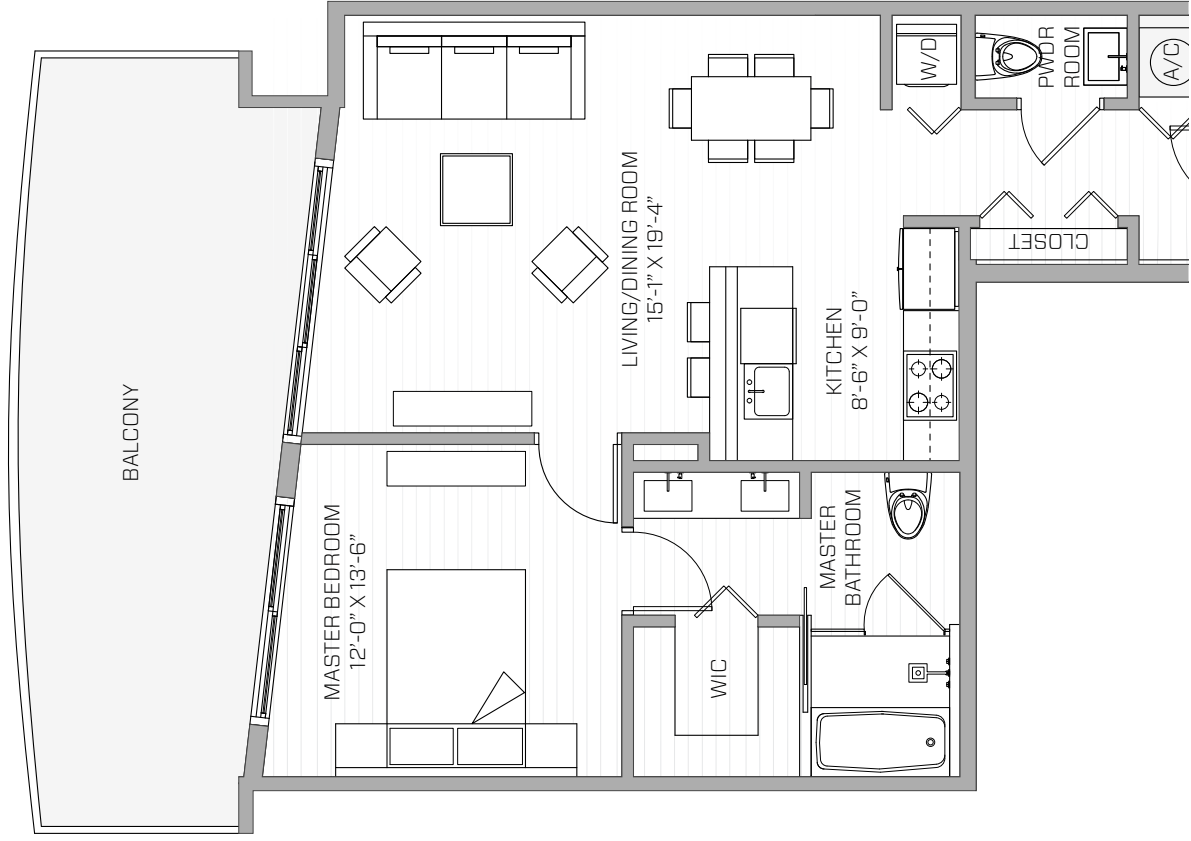 BALCONY
LIVING/DINING ROOM
15'-1" X 19'-4"
W/D
PWDR
ROOM
A/C
CLOSET
KITCHEN
8'-6" X 9'-0"
MASTER BEDROOM
12'-0" X 13'-6"
MASTER
BATHROOM
WIC